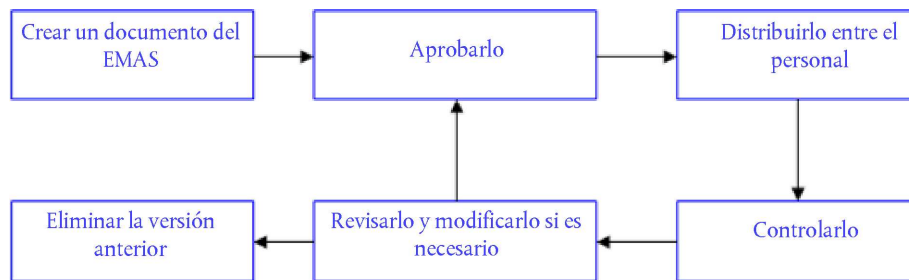 Crear un documento del
EMAS
Aprobarlo
Distribuirlo entre el
personal
Eliminar la versión
anterior
Revisarlo y modificarlo si es
necesario
Controlarlo